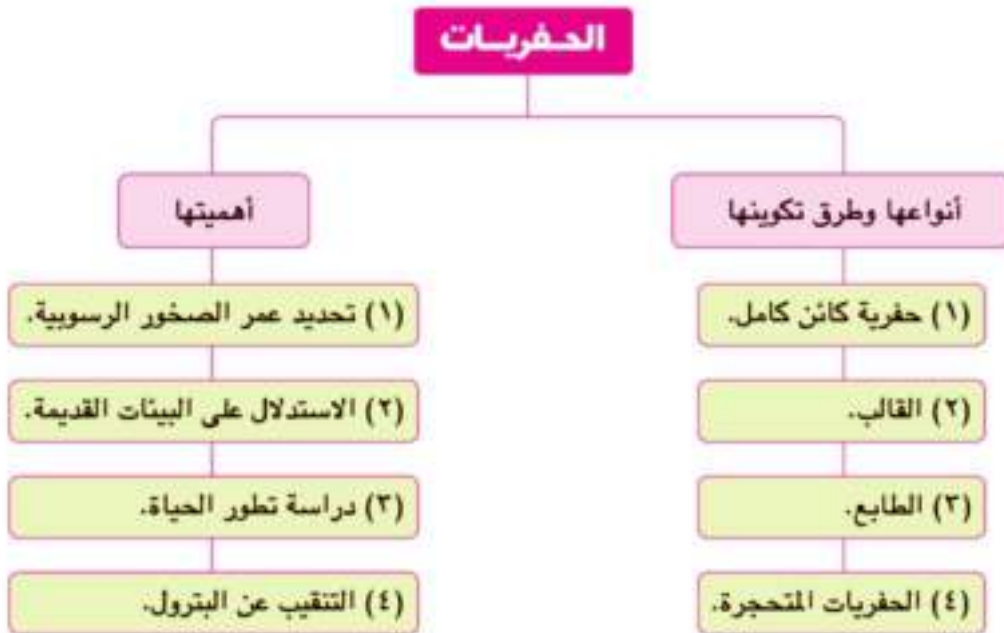 الحفريات
أنواعها وطرق تكوينها
(١) حفرية كائن كامل.
(٢) القالب.
(٣) الطابع.
(٤) الحفريات المتحجرة.
أهميتها
(١) تحديد عمر الصخور الرسوبية.
(٢) الاستدلال على البيئات القديمة.
(٣) دراسة تطور الحياة.
(٤) التنقيب عن البترول.